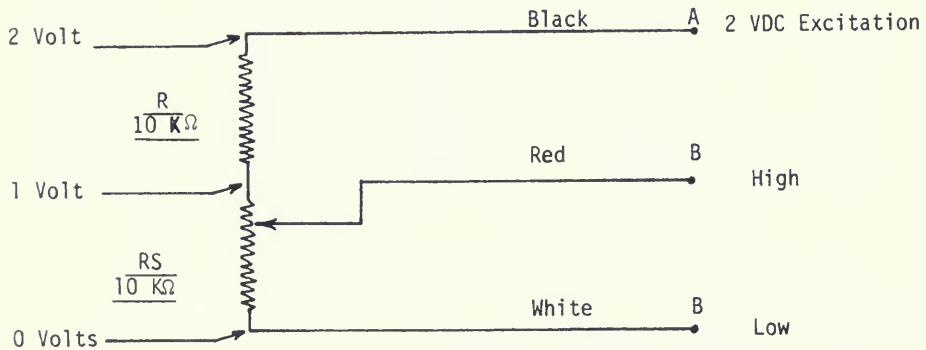 Black A 2 VDC Excitation
2 Volt
R
10 KΩ
Red B
1 Volt High
RS
10 KΩ
White B
0 Volts Low